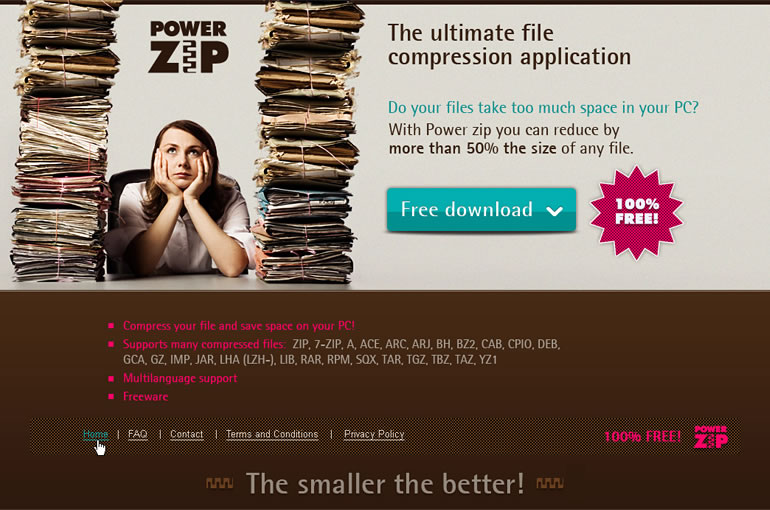 POWER
ZIP
The ultimate file
compression application
Do your files take too much space in your PC?
With Power zip you can reduce by
more than 50% the size of any file.
Free download
100%
FREE!
Compress your file and save space on your PC!
Supports many compressed files: ZIP, 7-ZIP, A, ACE, ARC, ARJ, BH, BZ2, CAB, CPIO, DEB,
GCA, GZ, IMP, JAR, LHA (LZH-), LIB, RAR, RPM, SQX, TAR, TGZ, TBZ, TAZ, YZ1
Multilanguage support
Freeware
Home | FAQ | Contact | Terms and Conditions | Privacy Policy
100% FREE!
POWER
ZIP
The smaller the better!